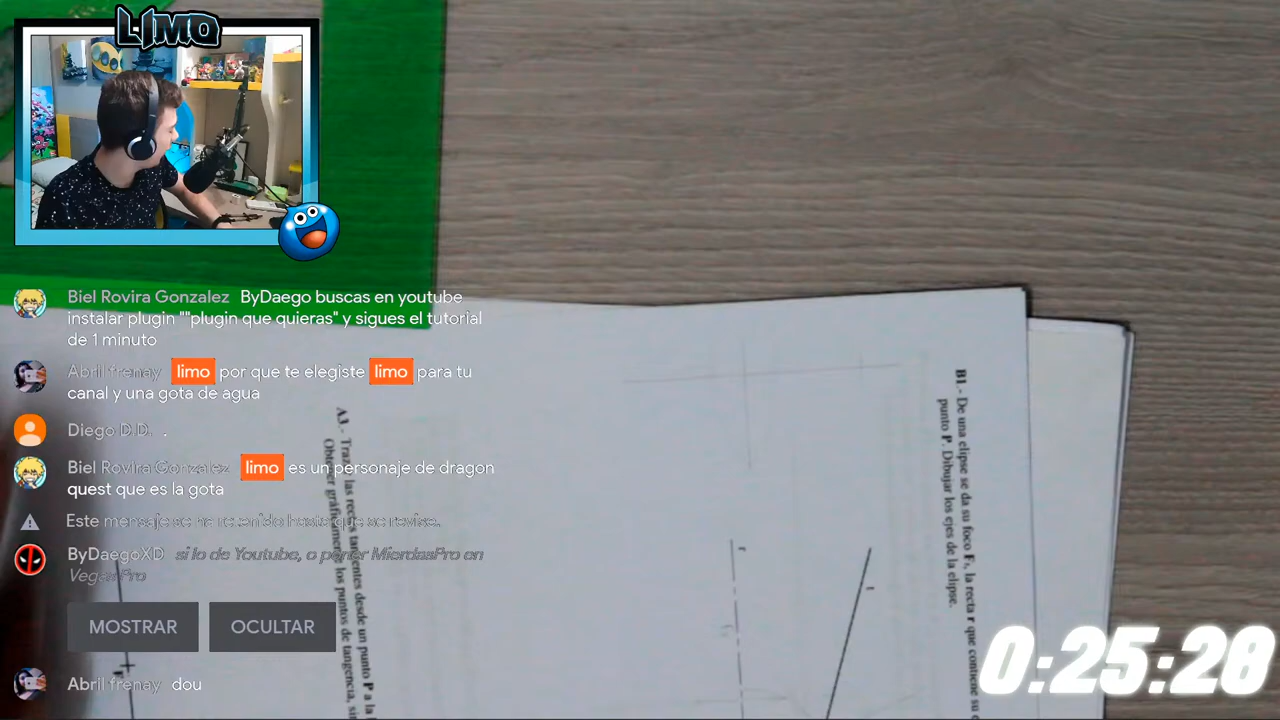 LIMO
Biel Rovira Gonzalez ByDaego buscas en youtube
instalar plugin ""plugin que quieras" y sigues el tutorial
de 1 minuto
Abril frenay limo por que te elegiste limo para tu
canal y una gota de agua
Diego D.D. .
Biel Rovira Gonzalez limo es un personaje de dragon
quest que es la gota
Este mensaje se ha retenido hasta que se revise.
ByDaegoXD si lo de Youtube, o poner MierdasPro en
VegasPro
MOSTRAR OCULTAR
Abril frenay dou
A3.- Trazar las rectas tangentes desde un punto P a la
Obtener gráficamente los puntos de tangencia,
r
t
B1.- De una elipse se da su foco F₁, la recta r que contiene su
punto P. Dibujar los ejes de la elipse.
0:25:28